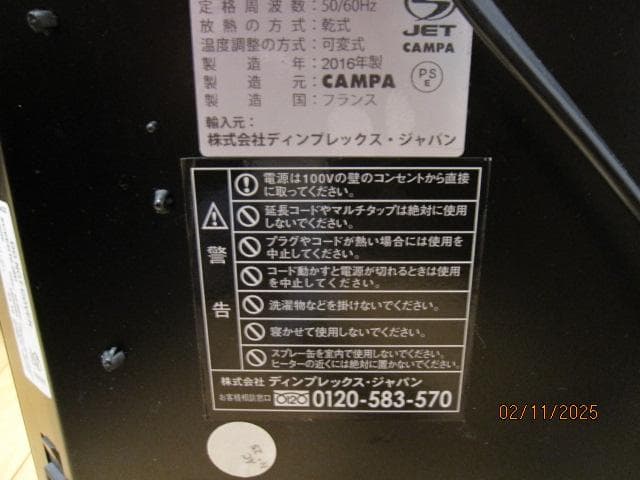 定格周波数：50/60Hz
放熱の方式：乾式
温度調整の方式：可変式
製造年：2016年製
製造元：CAMPA
製造国：フランス
JET
CAMPA
PS
E
輸入元：
株式会社ディンプレックス・ジャパン
警告
電源は100Vの壁のコンセントから直接
に取ってください。
延長コードやマルチタップは絶対に使用
しないでください。
プラグやコードが熱い場合には使用を
中止してください。
コード動かすと電源が切れるときは使用
を中止してください。
洗濯物などを掛けないでください。
寝かせて使用しないでください。
スプレー缶を室内で使用しないでください。
ヒーターの近くには絶対に置かないでください。
株式会社 ディンプレックス・ジャパン
お客様相談窓口 0120-583-570
02/11/2025